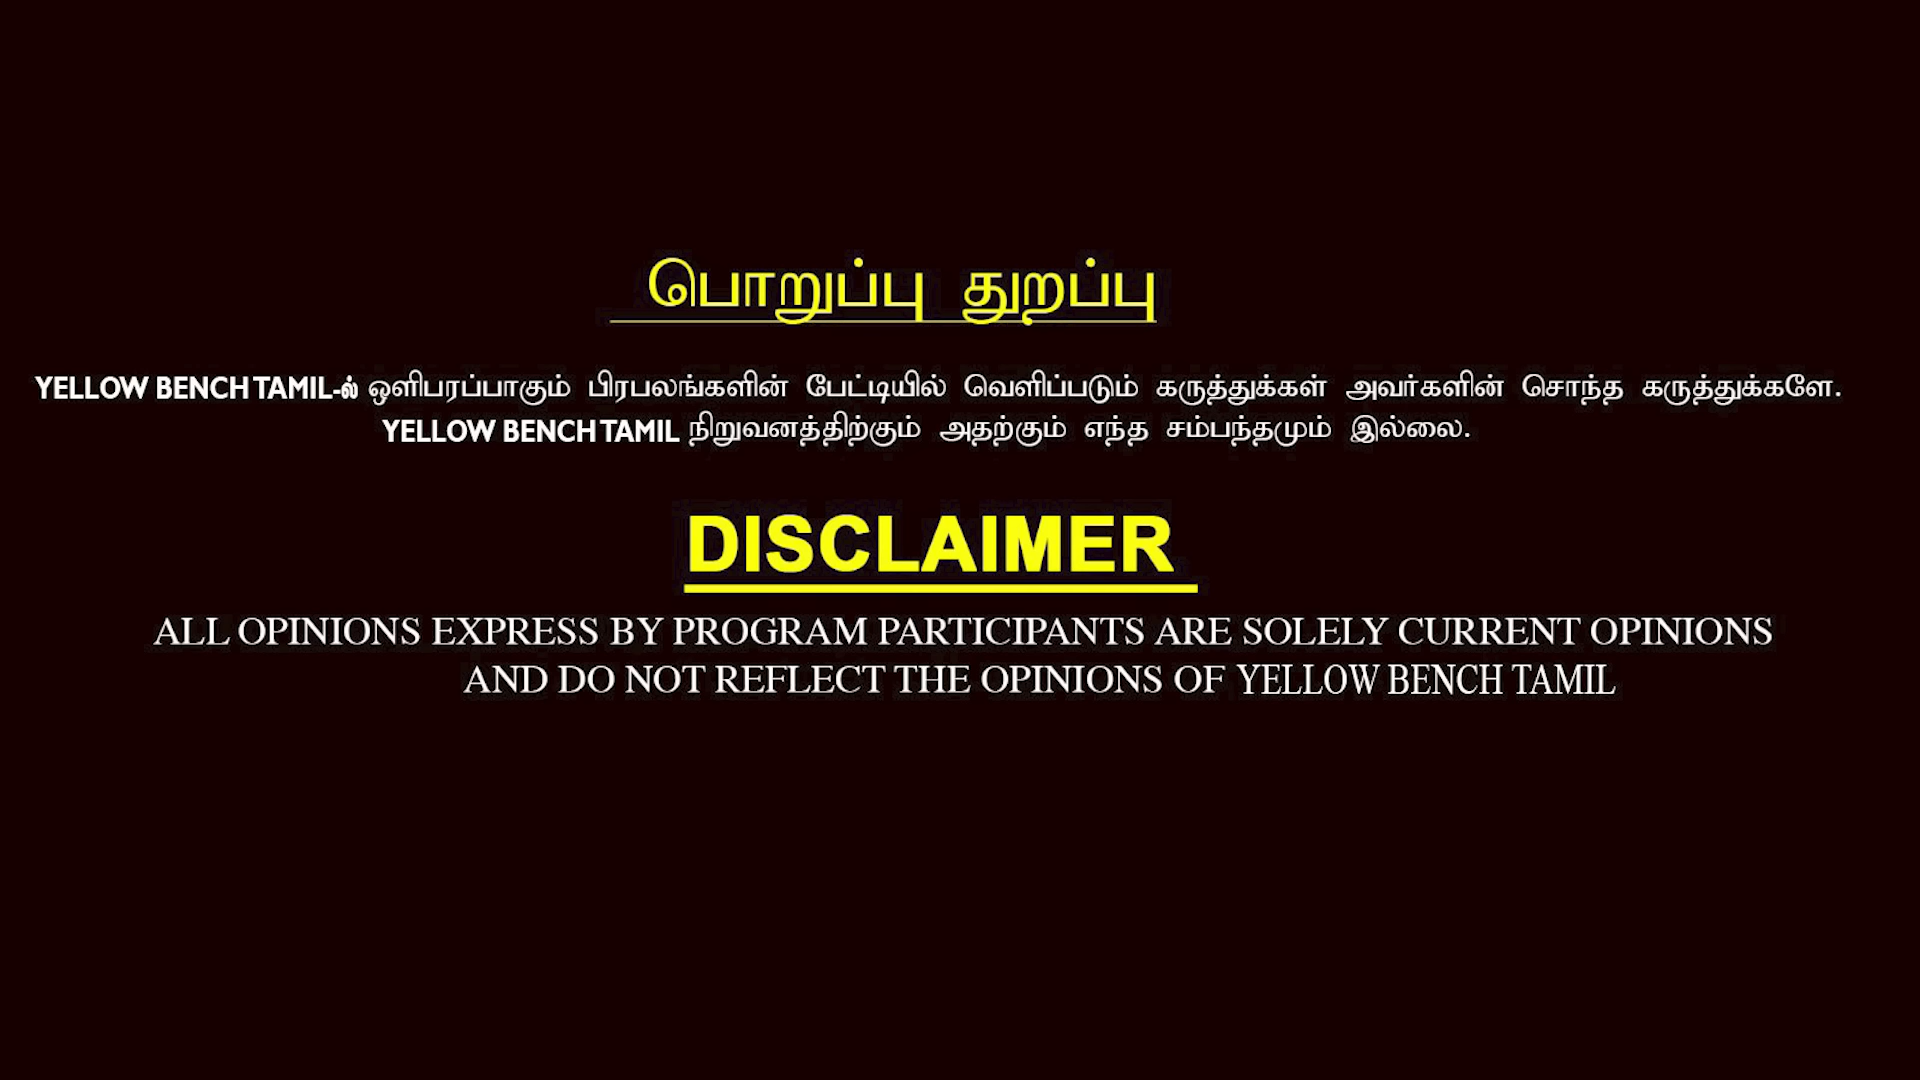 பொறுப்பு துறப்பு
YELLOW BENCH TAMIL-ல் ஒளிபரப்பாகும் பிரபலங்களின் பேட்டியில் வெளிப்படும் கருத்துக்கள் அவர்களின் சொந்த கருத்துக்களே.
YELLOW BENCH TAMIL நிறுவனத்திற்கும் அதற்கும் எந்த சம்பந்தமும் இல்லை.
DISCLAIMER
ALL OPINIONS EXPRESS BY PROGRAM PARTICIPANTS ARE SOLELY CURRENT OPINIONS
AND DO NOT REFLECT THE OPINIONS OF YELLOW BENCH TAMIL